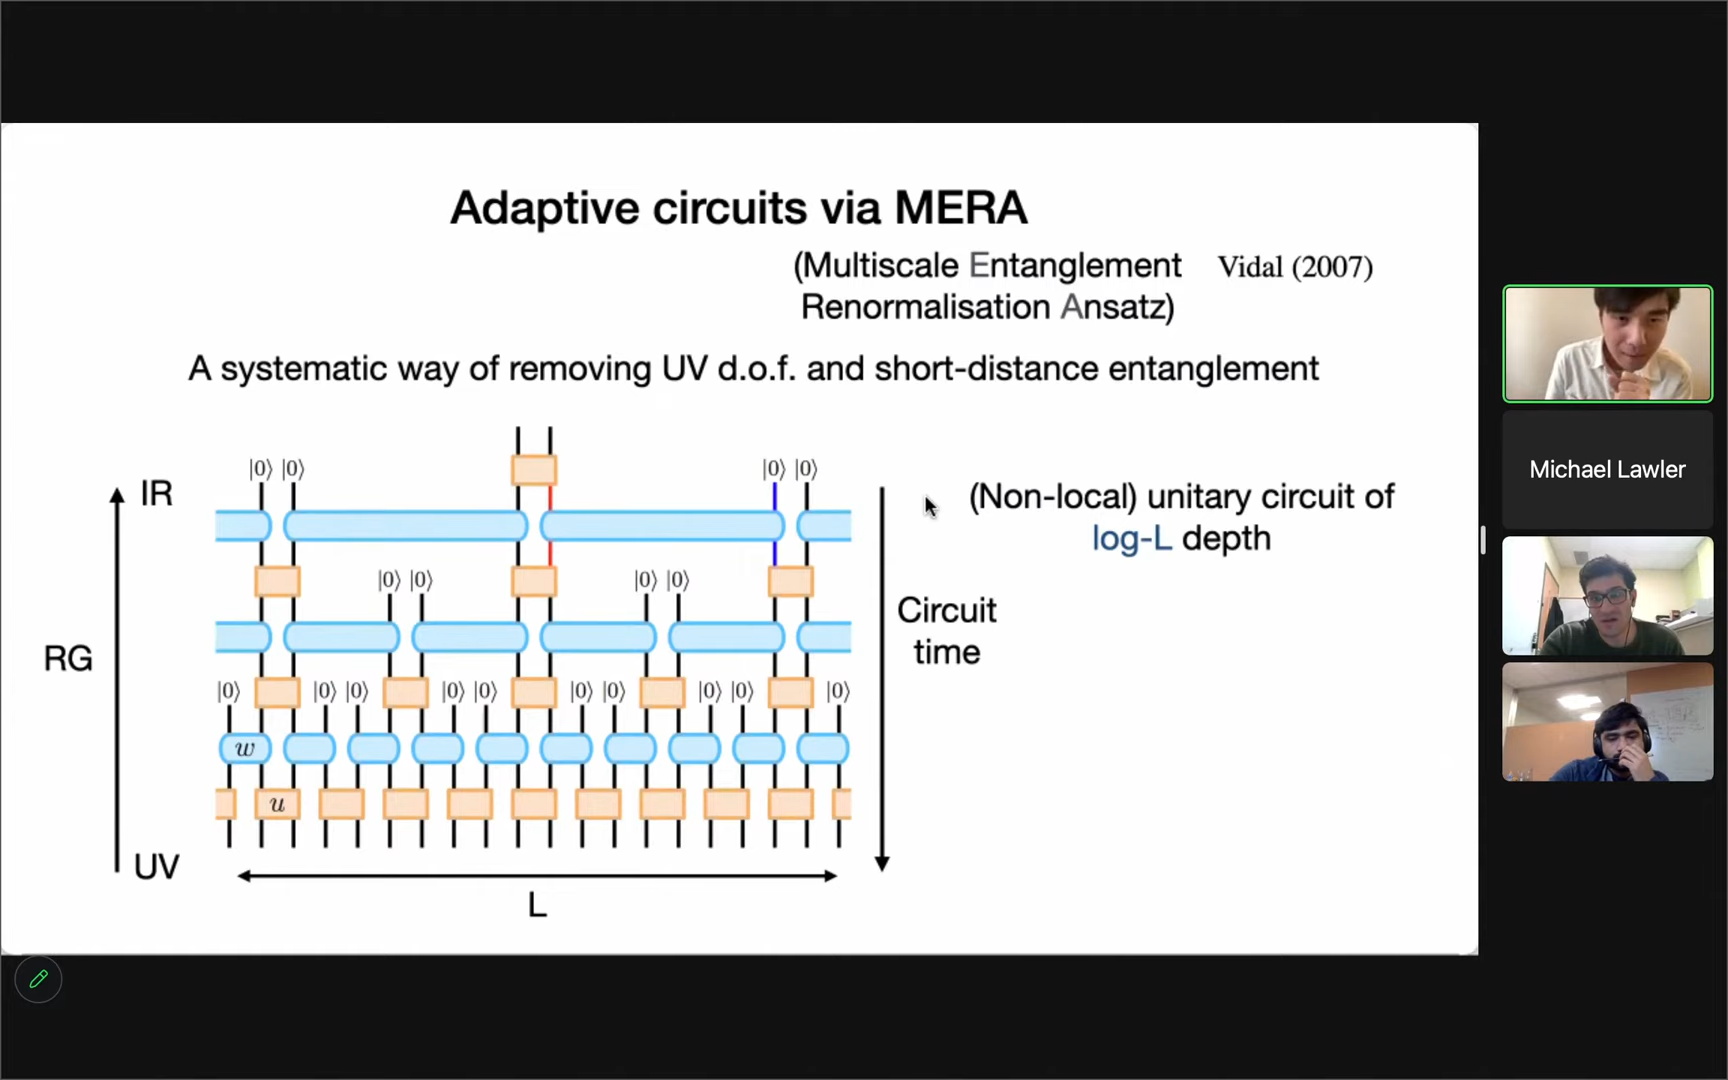 Adaptive circuits via MERA
(Multiscale Entanglement Vidal (2007)
Renormalisation Ansatz)
A systematic way of removing UV d.o.f. and short-distance entanglement
|0⟩ |0⟩ |0⟩ |0⟩
IR
(Non-local) unitary circuit of
log-L depth
|0⟩ |0⟩ |0⟩ |0⟩
Circuit
time
RG
|0⟩ |0⟩ |0⟩ |0⟩ |0⟩ |0⟩ |0⟩ |0⟩ |0⟩ |0⟩
w
u
UV
L
Michael Lawler